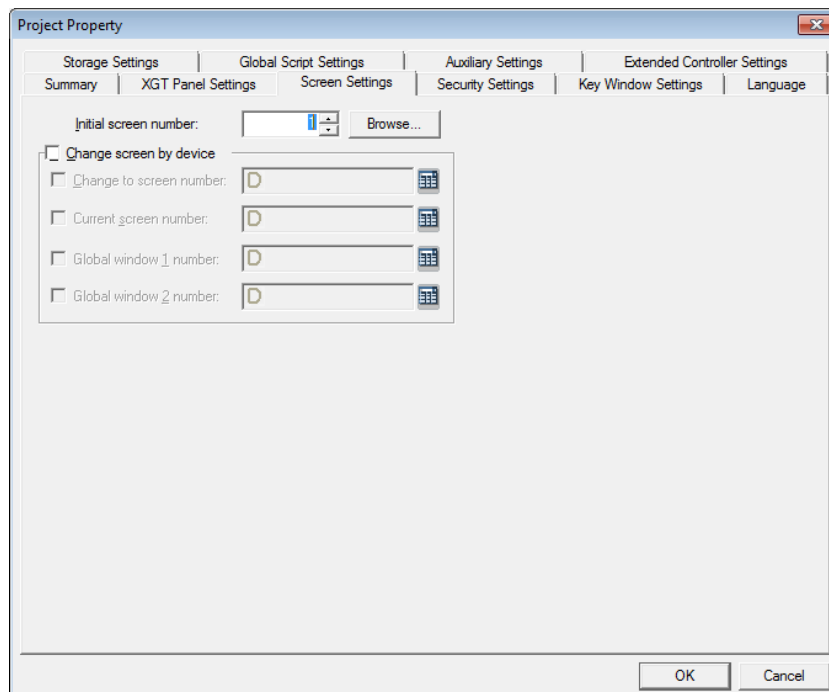 Project Property
Storage Settings Global Script Settings Auxiliary Settings Extended Controller Settings
Summary XGT Panel Settings Screen Settings Security Settings Key Window Settings Language
Initial screen number: 1 Browse...
Change screen by device
Change to screen number: D
Current screen number: D
Global window 1 number: D
Global window 2 number: D
OK Cancel